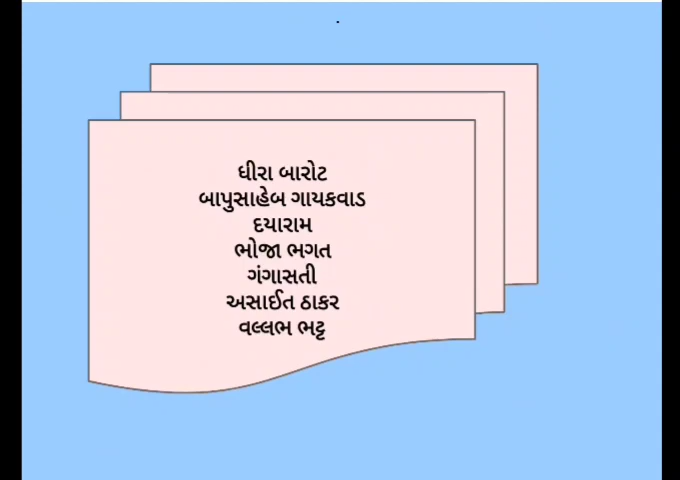 ધીરા બારોટ
બાપુસાહેબ ગાયકવાડ
દયારામ
ભોજા ભગત
ગંગાસતી
અસાઈત ઠાકર
વલ્લભ ભટ્ટ